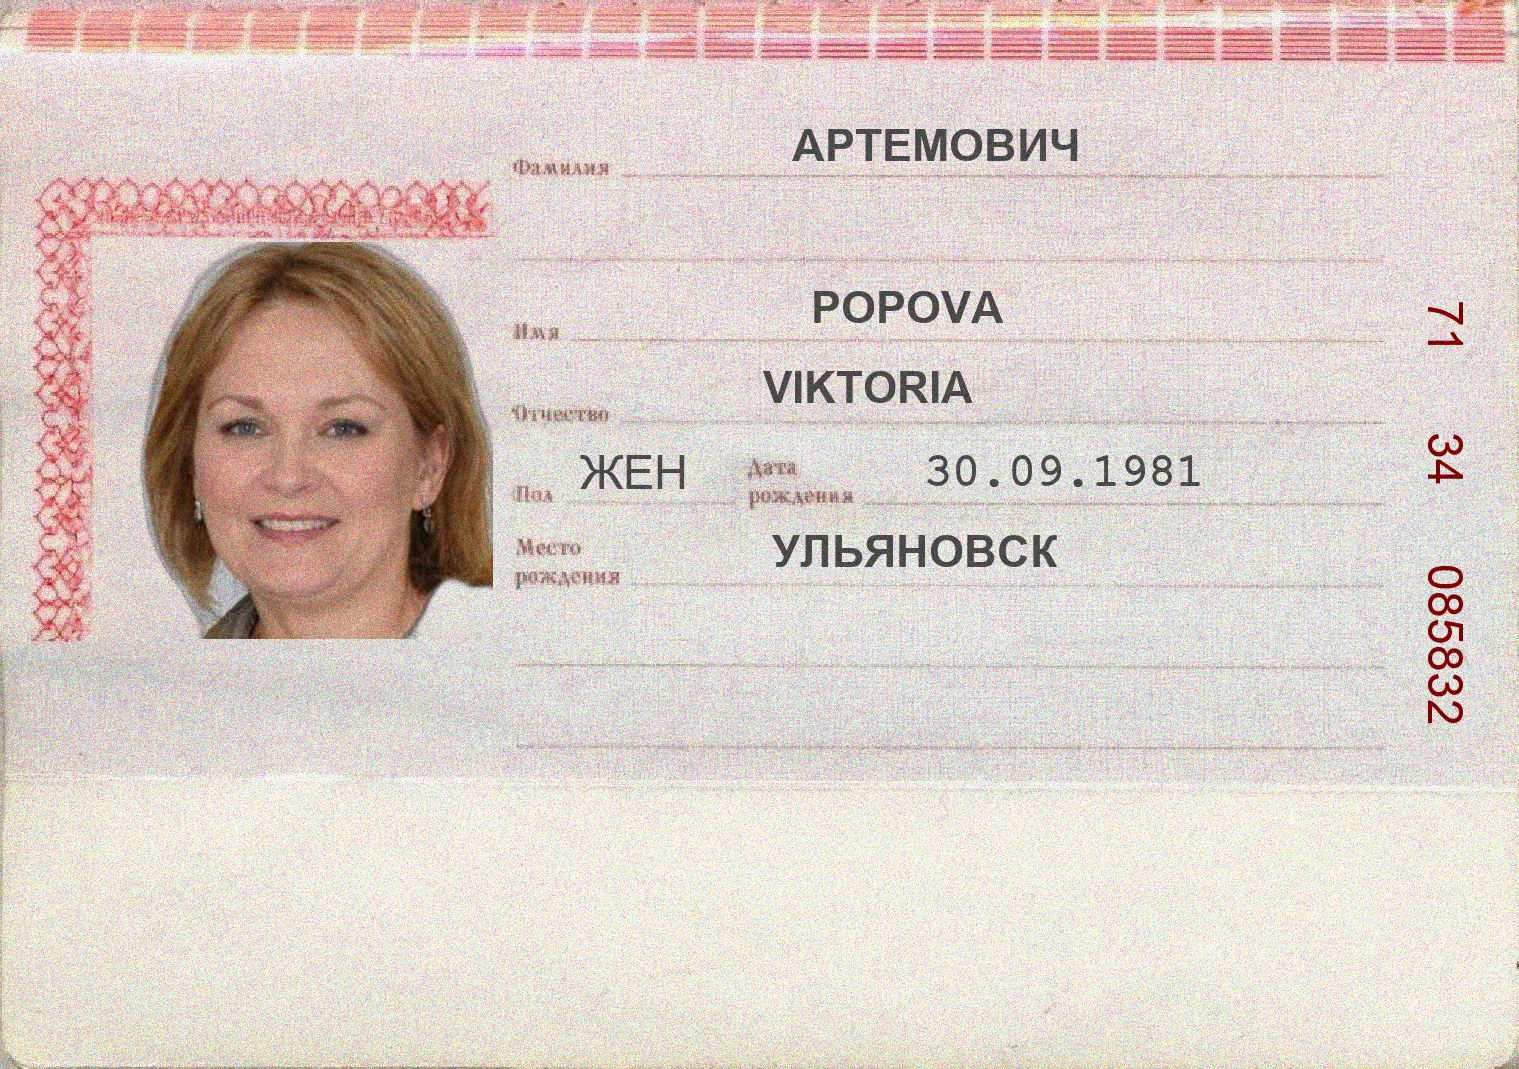 Фамилия АРТЕМОВИЧ
Имя POPOVA
Отчество VIKTORIA
Пол ЖЕН Дата рождения 30.09.1981
Место рождения УЛЬЯНОВСК
71 34 085832